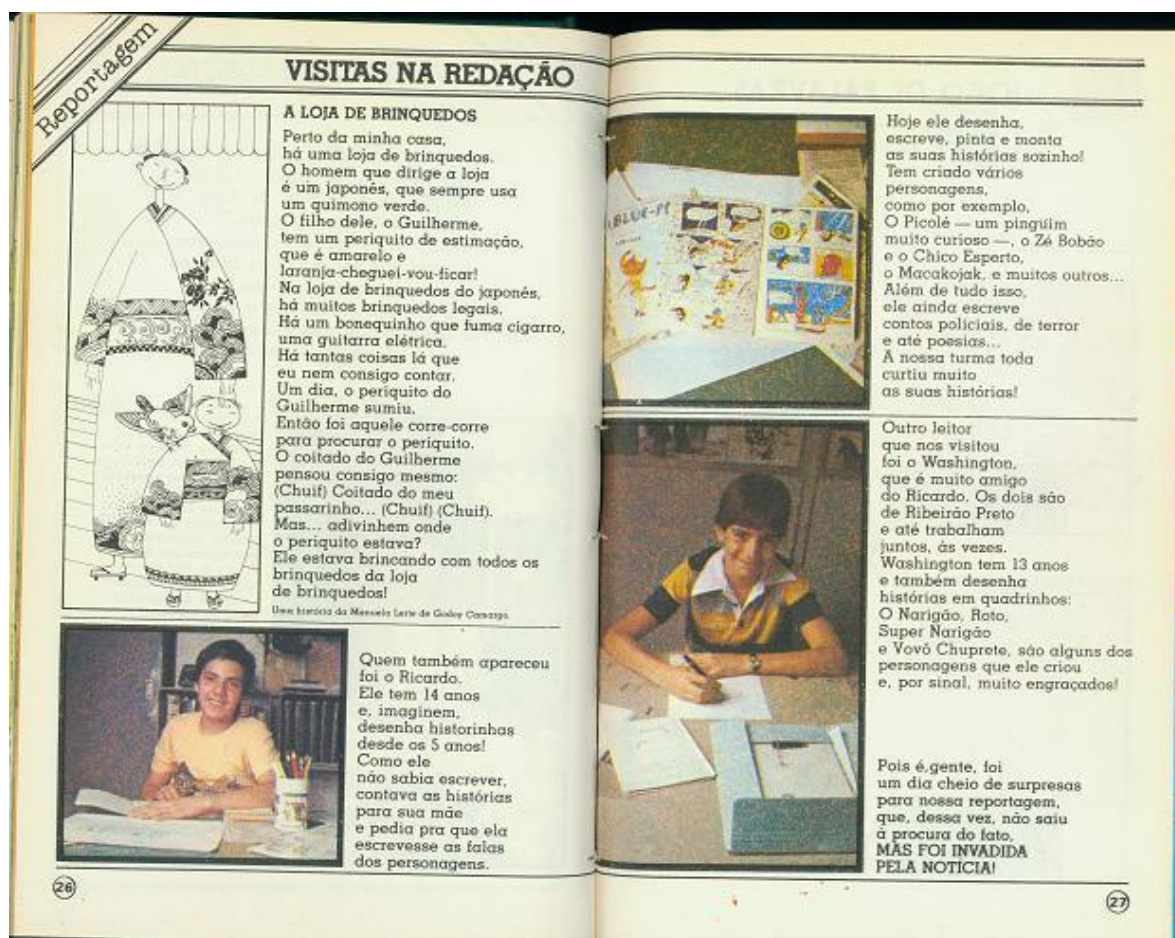 Reportagem
VISITAS NA REDAÇÃO
A LOJA DE BRINQUEDOS
Perto da minha casa,
há uma loja de brinquedos.
O homem que dirige a loja
é um japonês, que sempre usa
um quimono verde.
O filho dele, o Guilherme,
tem um periquito de estimação,
que é amarelo e
laranja-cheguei-vou-ficar!
Na loja de brinquedos do japonês,
há muitos brinquedos legais.
Há um bonequinho que fuma cigarro,
uma guitarra elétrica.
Há tantas coisas lá que
eu nem consigo contar.
Um dia, o periquito do
Guilherme sumiu.
Então foi aquele corre-corre
para procurar o periquito.
O coitado do Guilherme
pensou consigo mesmo:
(Chuif) Coitado do meu
passarinho... (Chuif) (Chuif).
Mas... adivinhem onde
o periquito estava?
Ele estava brincando com todos os
brinquedos da loja
de brinquedos!
Uma história da Manuela Leite de Godoy Camargo.
Quem também apareceu
foi o Ricardo.
Ele tem 14 anos
e, imaginem,
desenha historinhas
desde os 5 anos!
Como ele
não sabia escrever,
contava as histórias
para sua mãe
e pedia pra que ela
escrevesse as falas
dos personagens.
26
Hoje ele desenha,
escreve, pinta e monta
as suas histórias sozinho!
Tem criado vários
personagens,
como por exemplo,
O Picolé — um pingüim
muito curioso —, o Zé Bobão
e o Chico Esperto,
o Macakojak, e muitos outros...
Além de tudo isso,
ele ainda escreve
contos policiais, de terror
e até poesias...
A nossa turma toda
curtiu muito
as suas histórias!
Outro leitor
que nos visitou
foi o Washington,
que é muito amigo
do Ricardo. Os dois são
de Ribeirão Preto
e até trabalham
juntos, às vezes.
Washington tem 13 anos
e também desenha
histórias em quadrinhos:
O Narigão, Roto,
Super Narigão
e Vovô Chuprete, são alguns dos
personagens que ele criou
e, por sinal, muito engraçados!
Pois é, gente, foi
um dia cheio de surpresas
para nossa reportagem,
que, dessa vez, não saiu
à procura do fato,
MAS FOI INVADIDA
PELA NOTÍCIA!
27